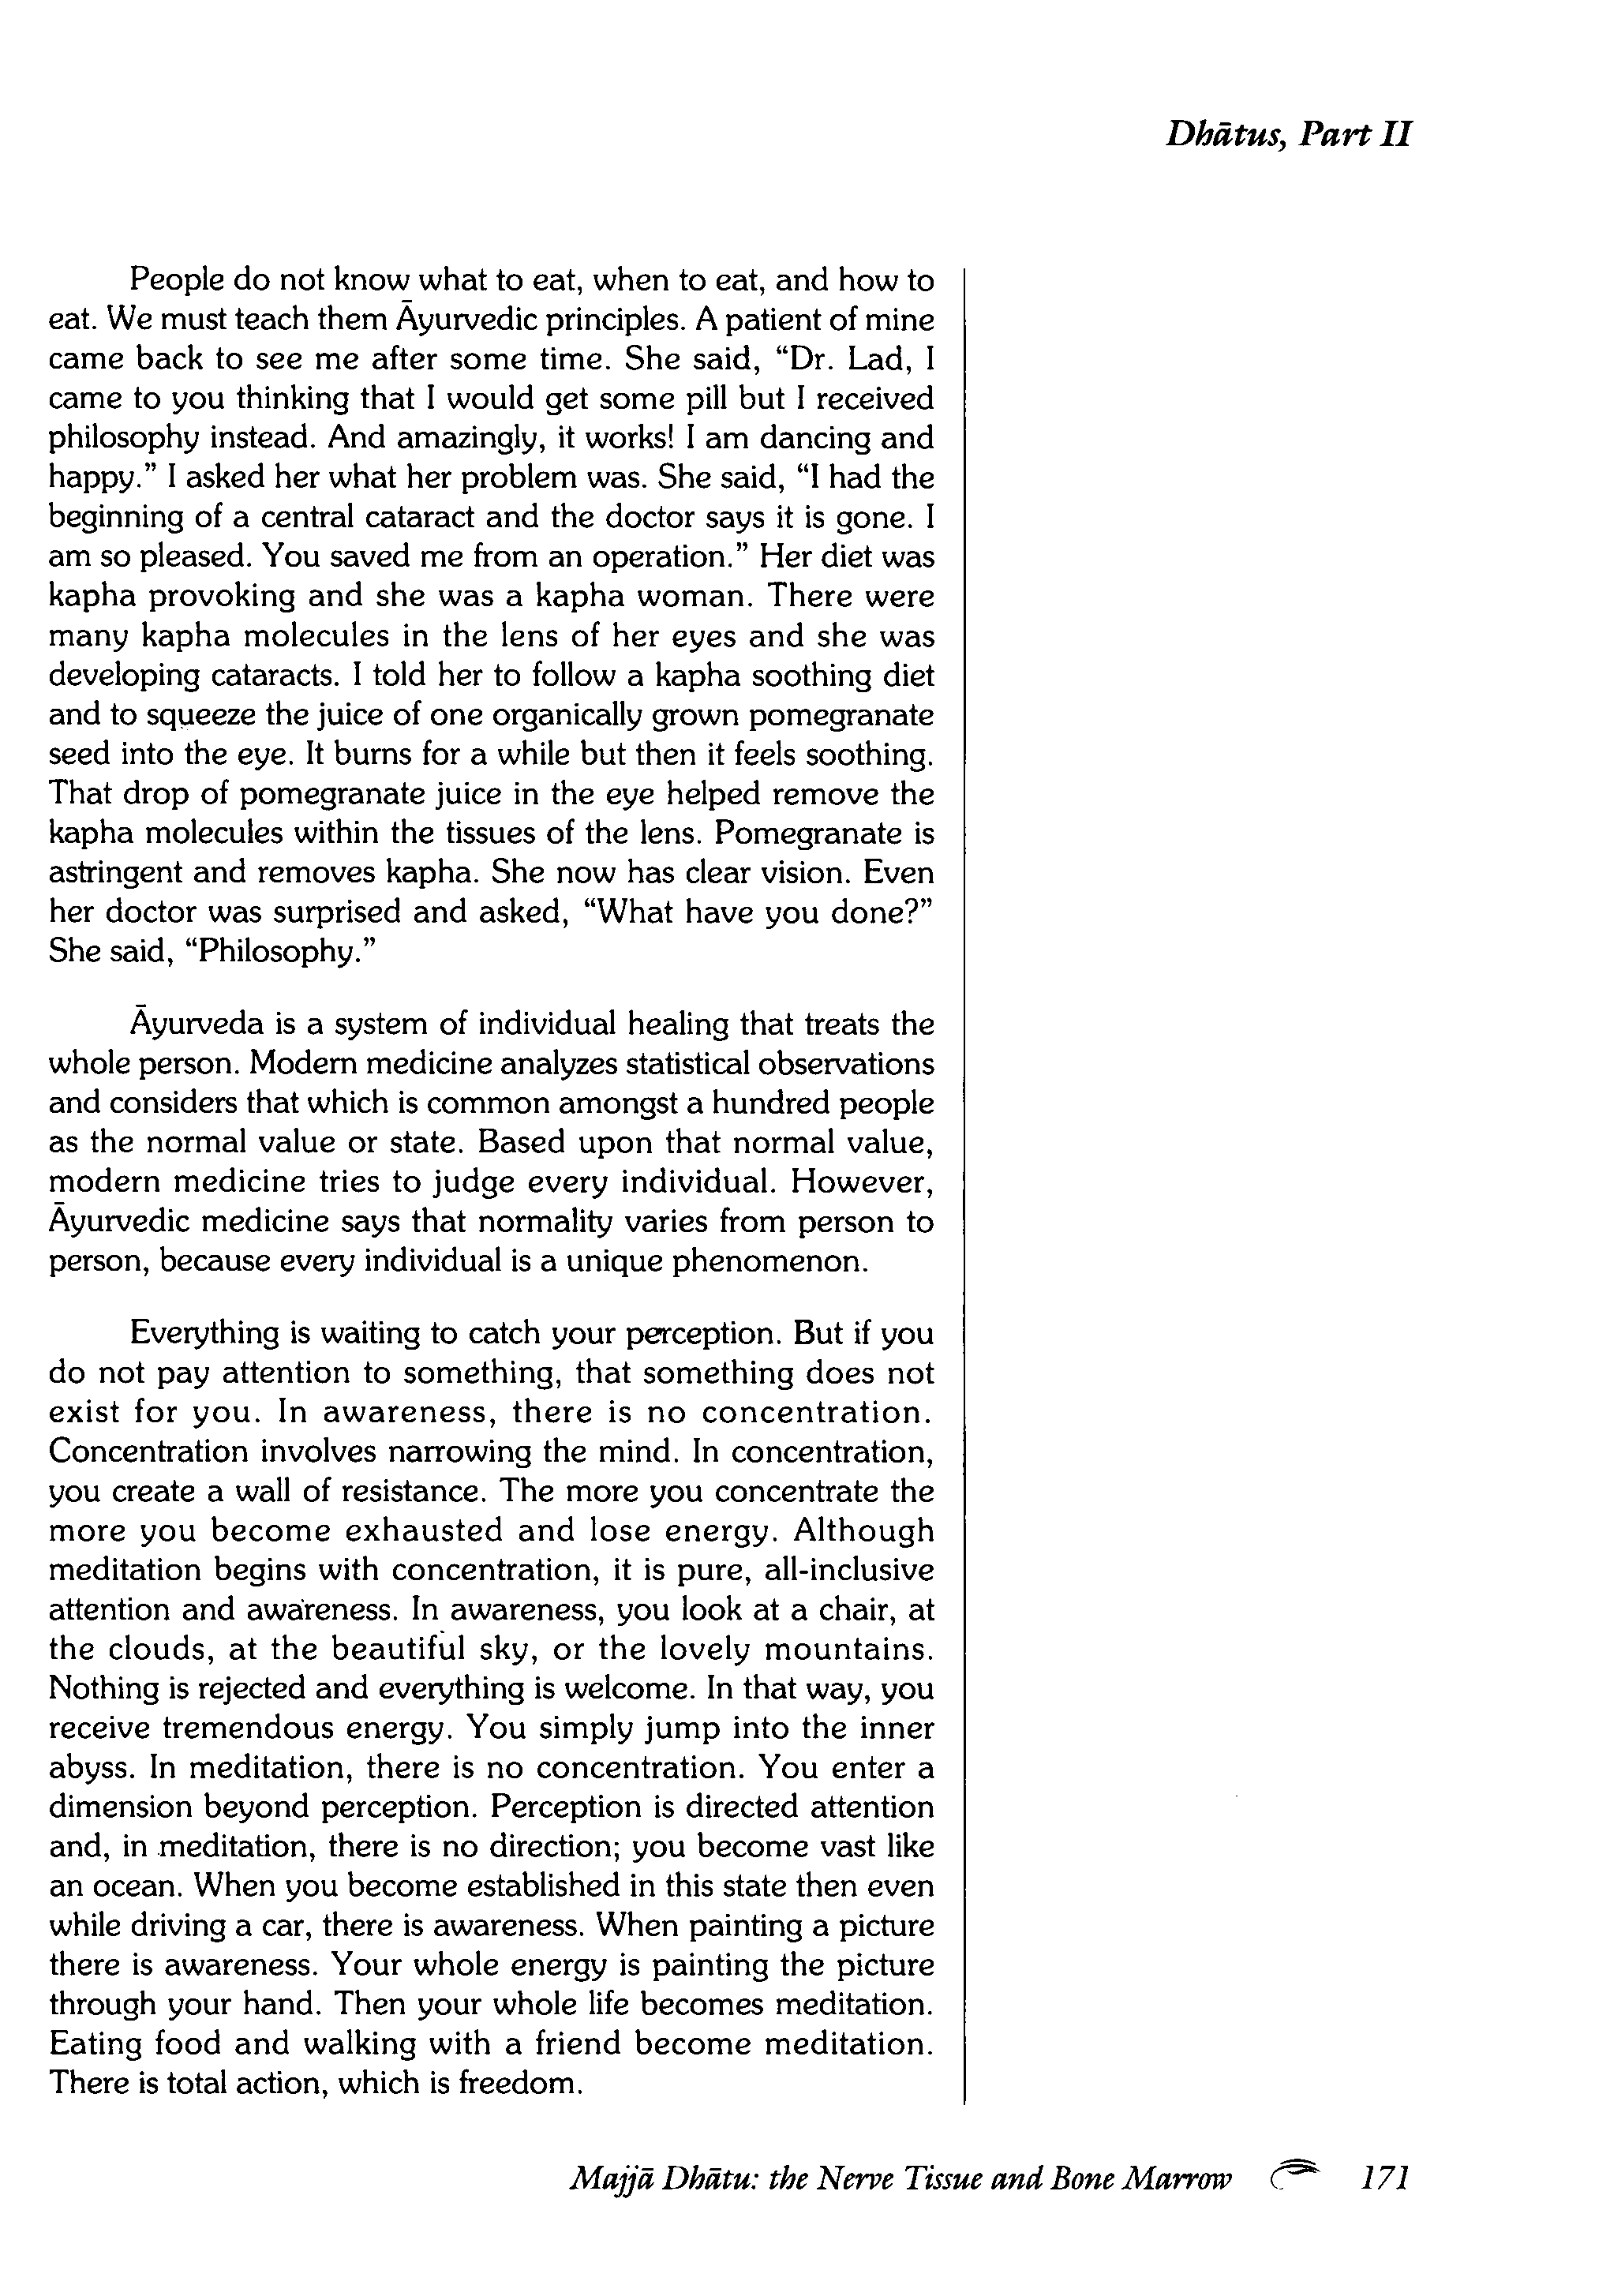 Dhātus, Part II
People do not know what to eat, when to eat, and how to
eat. We must teach them Āyurvedic principles. A patient of mine
came back to see me after some time. She said, “Dr. Lad, I
came to you thinking that I would get some pill but I received
philosophy instead. And amazingly, it works! I am dancing and
happy.” I asked her what her problem was. She said, “I had the
beginning of a central cataract and the doctor says it is gone. I
am so pleased. You saved me from an operation.” Her diet was
kapha provoking and she was a kapha woman. There were
many kapha molecules in the lens of her eyes and she was
developing cataracts. I told her to follow a kapha soothing diet
and to squeeze the juice of one organically grown pomegranate
seed into the eye. It burns for a while but then it feels soothing.
That drop of pomegranate juice in the eye helped remove the
kapha molecules within the tissues of the lens. Pomegranate is
astringent and removes kapha. She now has clear vision. Even
her doctor was surprised and asked, “What have you done?”
She said, “Philosophy.”
Āyurveda is a system of individual healing that treats the
whole person. Modern medicine analyzes statistical observations
and considers that which is common amongst a hundred people
as the normal value or state. Based upon that normal value,
modern medicine tries to judge every individual. However,
Āyurvedic medicine says that normality varies from person to
person, because every individual is a unique phenomenon.
Everything is waiting to catch your perception. But if you
do not pay attention to something, that something does not
exist for you. In awareness, there is no concentration.
Concentration involves narrowing the mind. In concentration,
you create a wall of resistance. The more you concentrate the
more you become exhausted and lose energy. Although
meditation begins with concentration, it is pure, all-inclusive
attention and awareness. In awareness, you look at a chair, at
the clouds, at the beautiful sky, or the lovely mountains.
Nothing is rejected and everything is welcome. In that way, you
receive tremendous energy. You simply jump into the inner
abyss. In meditation, there is no concentration. You enter a
dimension beyond perception. Perception is directed attention
and, in meditation, there is no direction; you become vast like
an ocean. When you become established in this state then even
while driving a car, there is awareness. When painting a picture
there is awareness. Your whole energy is painting the picture
through your hand. Then your whole life becomes meditation.
Eating food and walking with a friend become meditation.
There is total action, which is freedom.
Majjā Dhātu: the Nerve Tissue and Bone Marrow 171